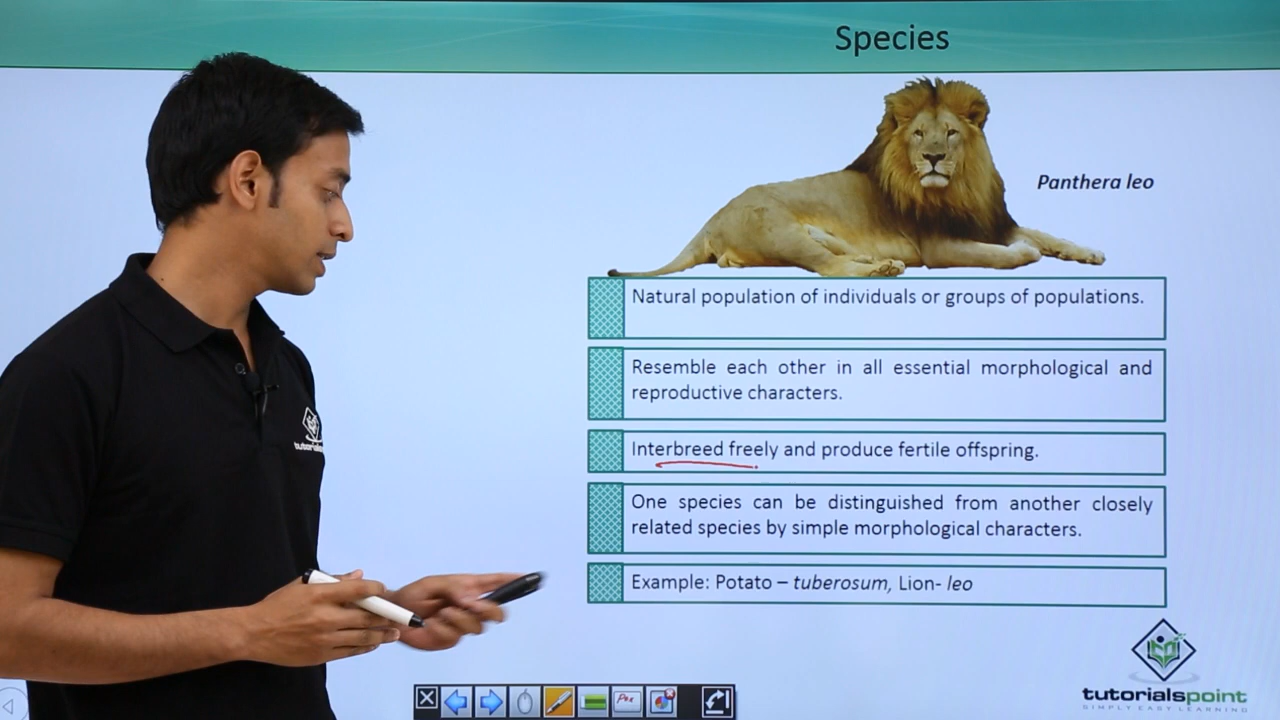 Species
Panthera leo
Natural population of individuals or groups of populations.
Resemble each other in all essential morphological and
reproductive characters.
Interbreed freely and produce fertile offspring.
One species can be distinguished from another closely
related species by simple morphological characters.
Example: Potato – tuberosum, Lion- leo
tutorialspoint
SIMPLY EASY LEARNING
Pen